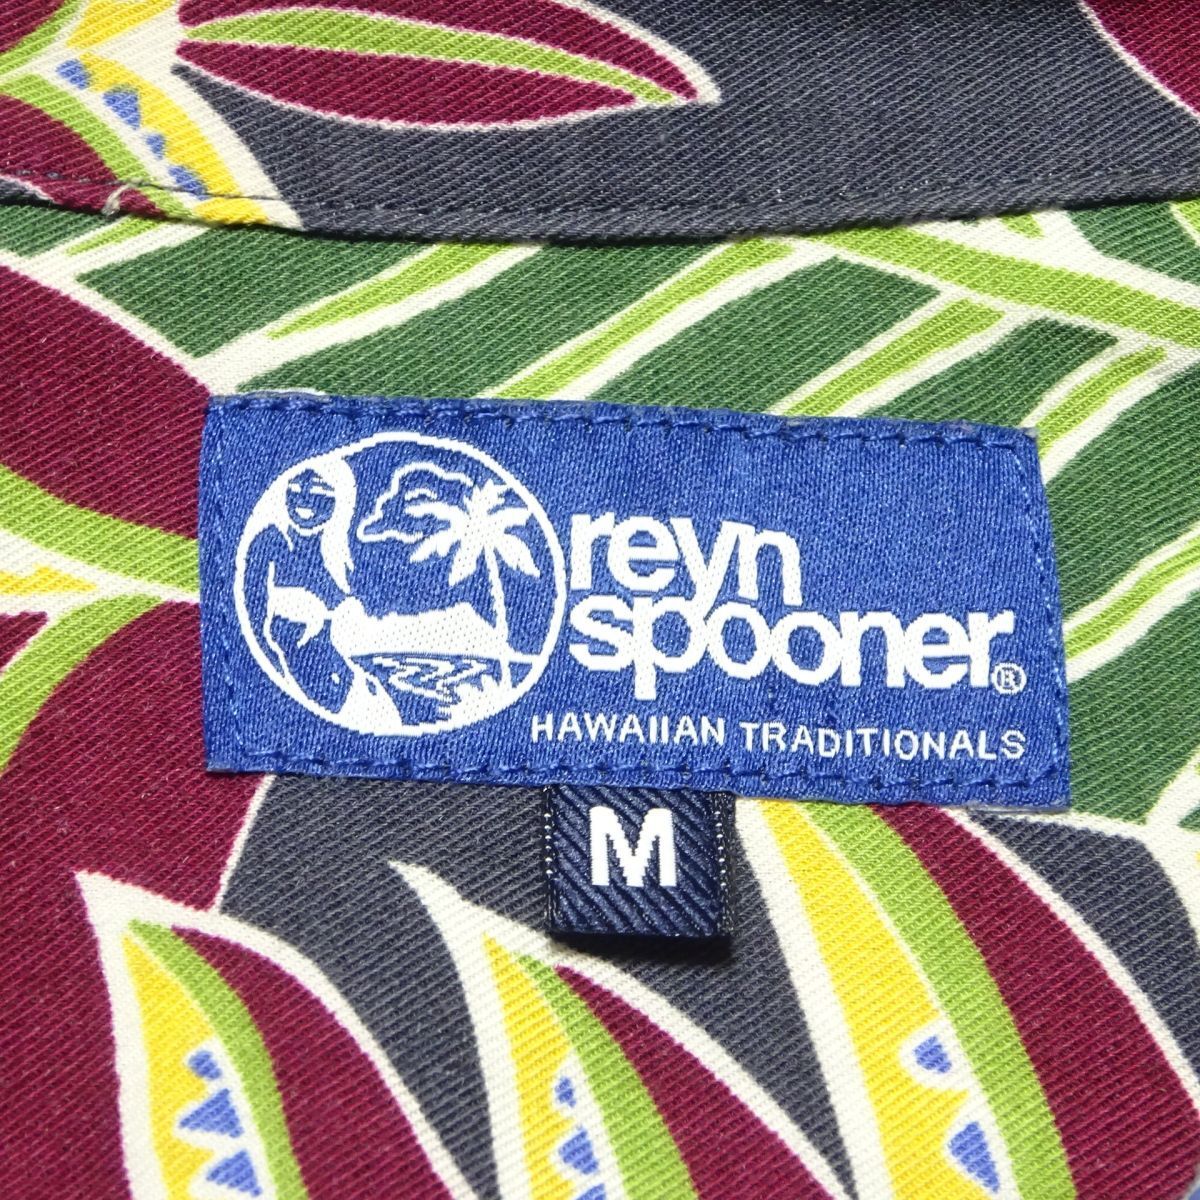 reyn
spooner®
HAWAIIAN TRADITIONALS
M